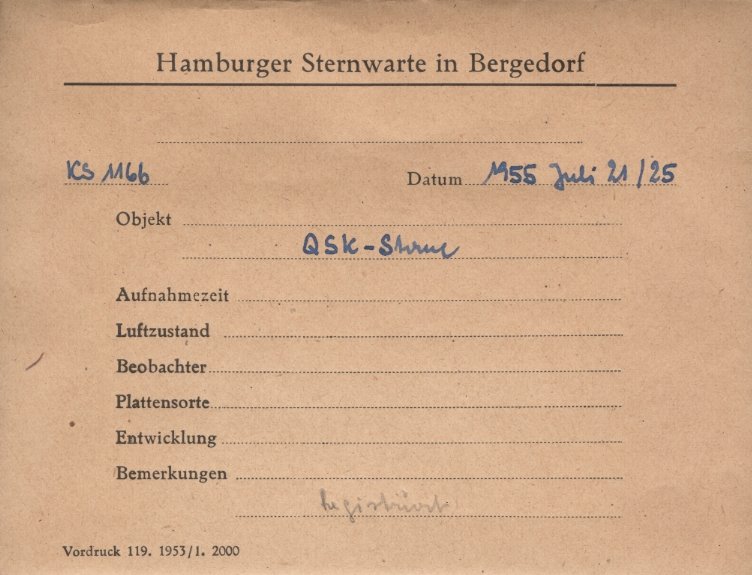 Hamburger Sternwarte in Bergedorf
KS 1166 Datum 1955 Juli 21/25
Objekt
QSK-Sterne
Aufnahmezeit
Luftzustand
Beobachter
Plattensorte
Entwicklung
Bemerkungen
registriert
Vordruck 119. 1953/1. 2000